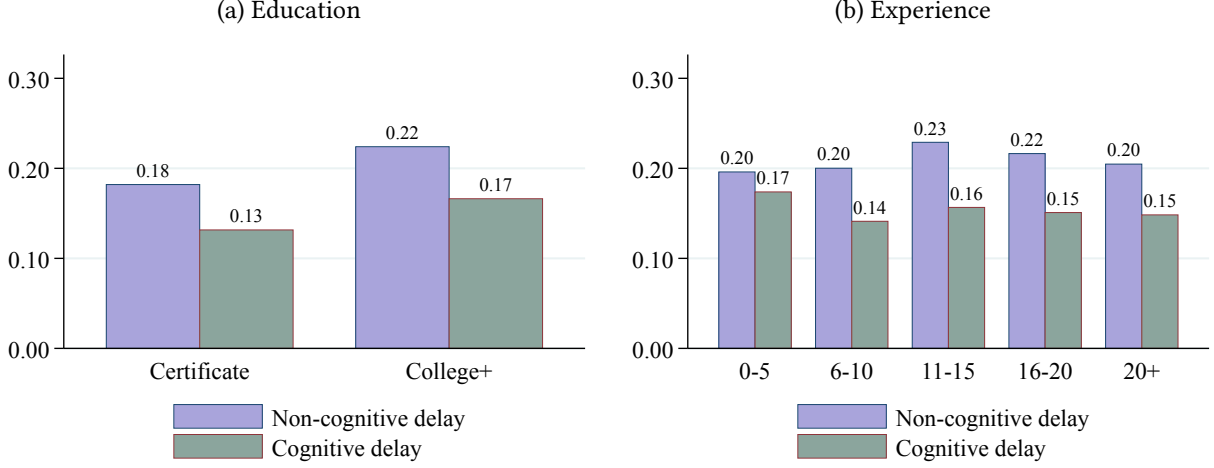 (a) Education
0.30
0.20
0.10
0.00
0.18
0.13
0.22
0.17
Certificate College+
Non-cognitive delay
Cognitive delay
(b) Experience
0.30
0.20
0.10
0.00
0.20
0.17
0.20
0.14
0.23
0.16
0.22
0.15
0.20
0.15
0-5 6-10 11-15 16-20 20+
Non-cognitive delay
Cognitive delay